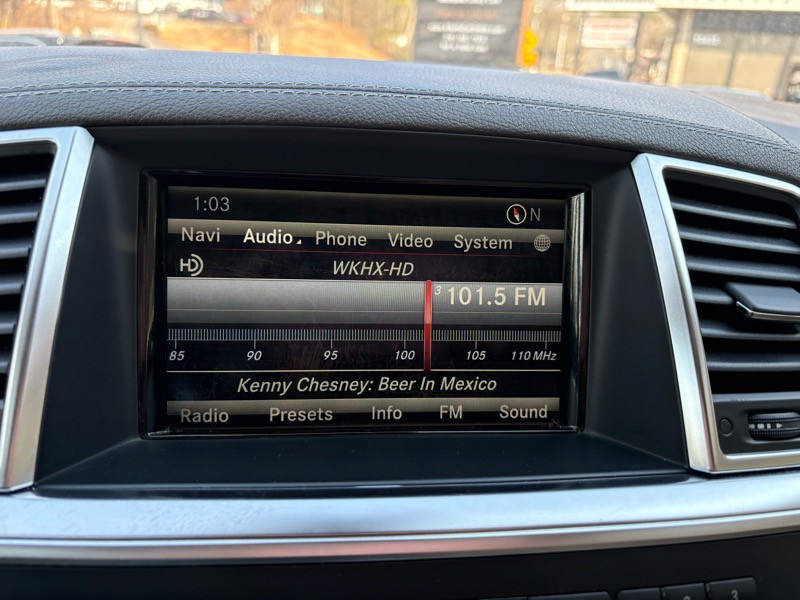 1:03 N
Navi Audio Phone Video System
HD WKHX-HD
3 101.5 FM
85 90 95 100 105 110 MHz
Kenny Chesney: Beer In Mexico
Radio Presets Info FM Sound
3